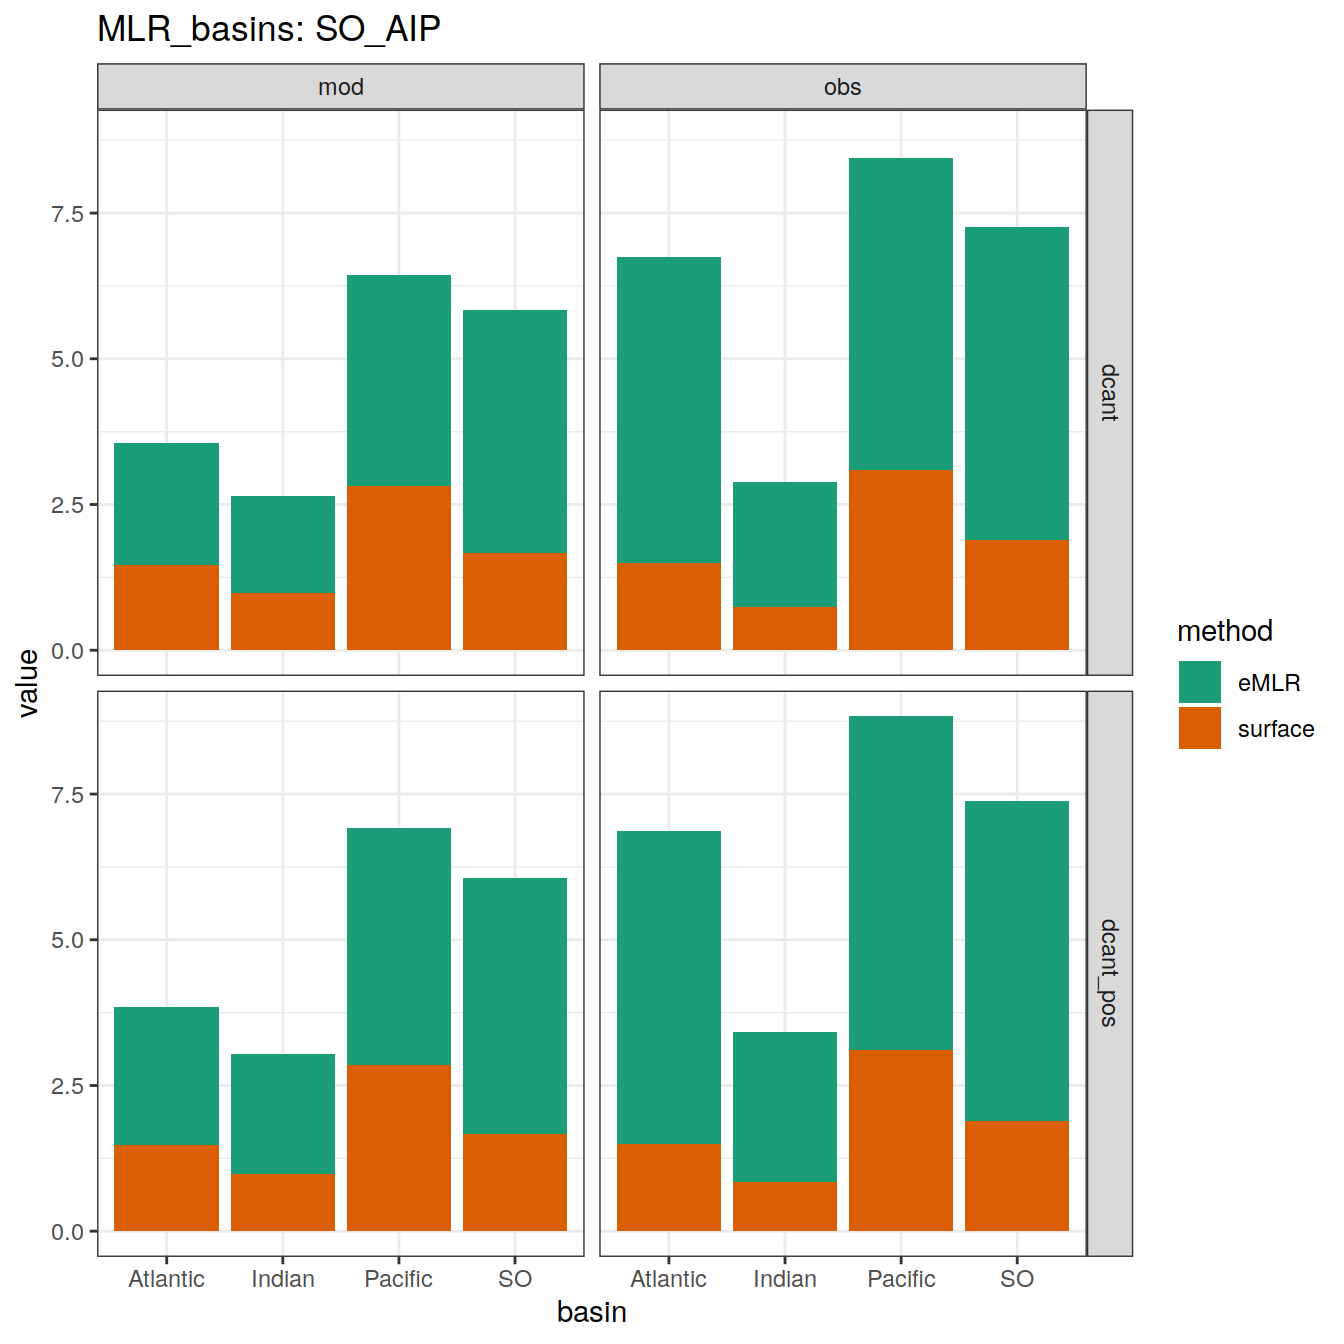 MLR_basins: SO_AIP
mod
obs
7.5
5.0
2.5
0.0
dcant
value
7.5
5.0
2.5
0.0
dcant_pos
Atlantic Indian Pacific SO
Atlantic Indian Pacific SO
basin
method
eMLR
surface